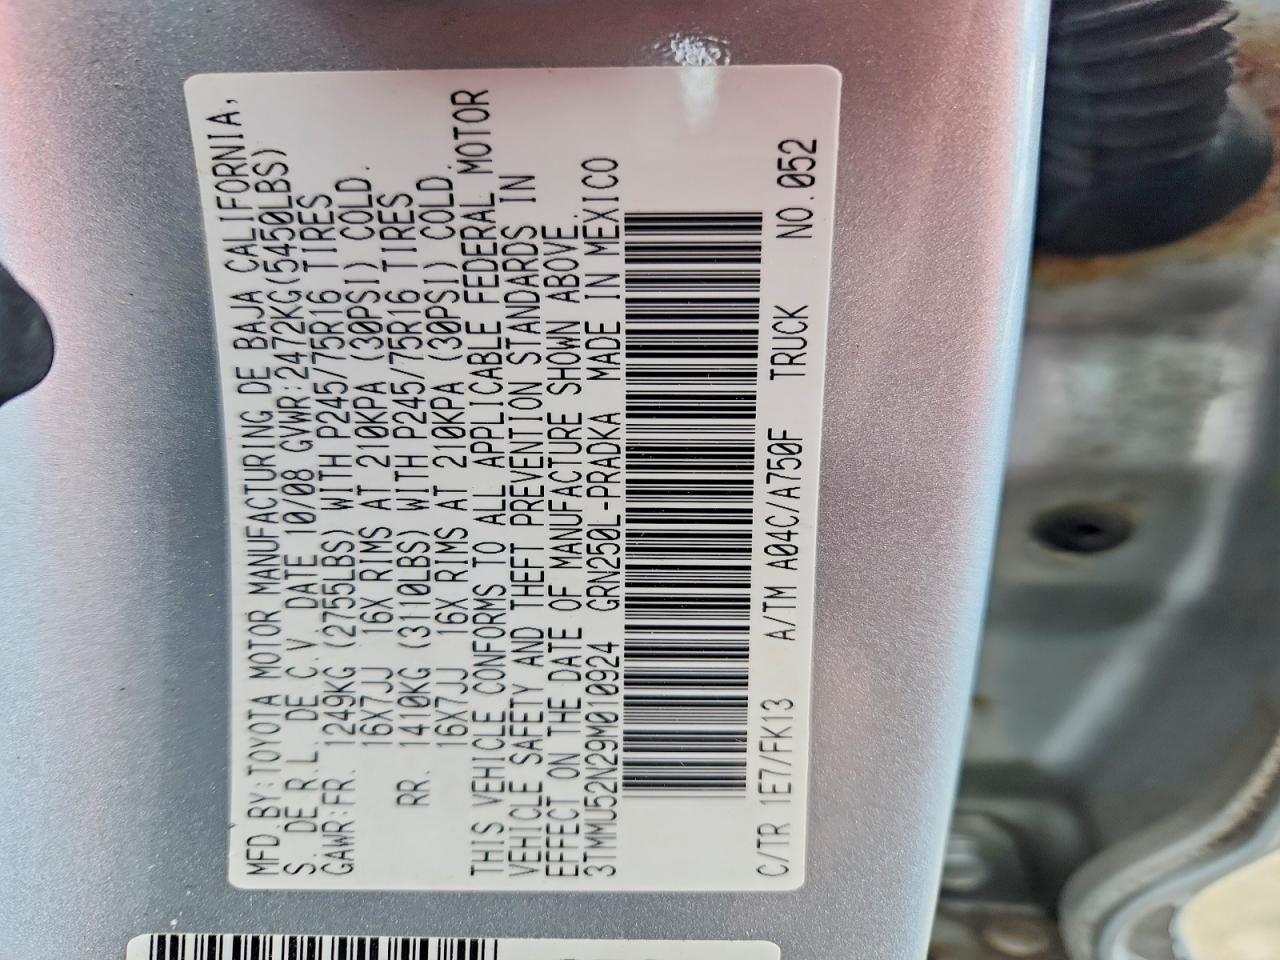 MFD.BY:TOYOTA MOTOR MANUFACTURING DE BAJA CALIFORNIA,
S. DE R.L. DE C.V. DATE 10/08 GVWR:2472KG(5450LBS)
GAWR:FR. 1249KG (2755LBS) WITH P245/75R16 TIRES
16X7JJ 16X RIMS AT 210KPA (30PSI) COLD.
RR. 1410KG (3110LBS) WITH P245/75R16 TIRES
16X7JJ 16X RIMS AT 210KPA (30PSI) COLD.
THIS VEHICLE CONFORMS TO ALL APPLICABLE FEDERAL MOTOR
VEHICLE SAFETY AND THEFT PREVENTION STANDARDS IN
EFFECT ON THE DATE OF MANUFACTURE SHOWN ABOVE.
3TMMU52N29M010924 GRN250L-PRADKA MADE IN MEXICO
C/TR 1E7/FK13 A/TM A04C/A750F TRUCK NO.052